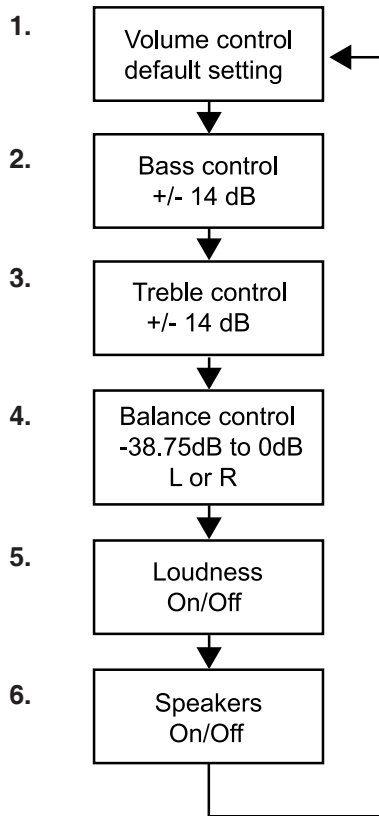 1.
Volume control
default setting
2.
Bass control
+/- 14 dB
3.
Treble control
+/- 14 dB
4.
Balance control
-38.75dB to 0dB
L or R
5.
Loudness
On/Off
6.
Speakers
On/Off